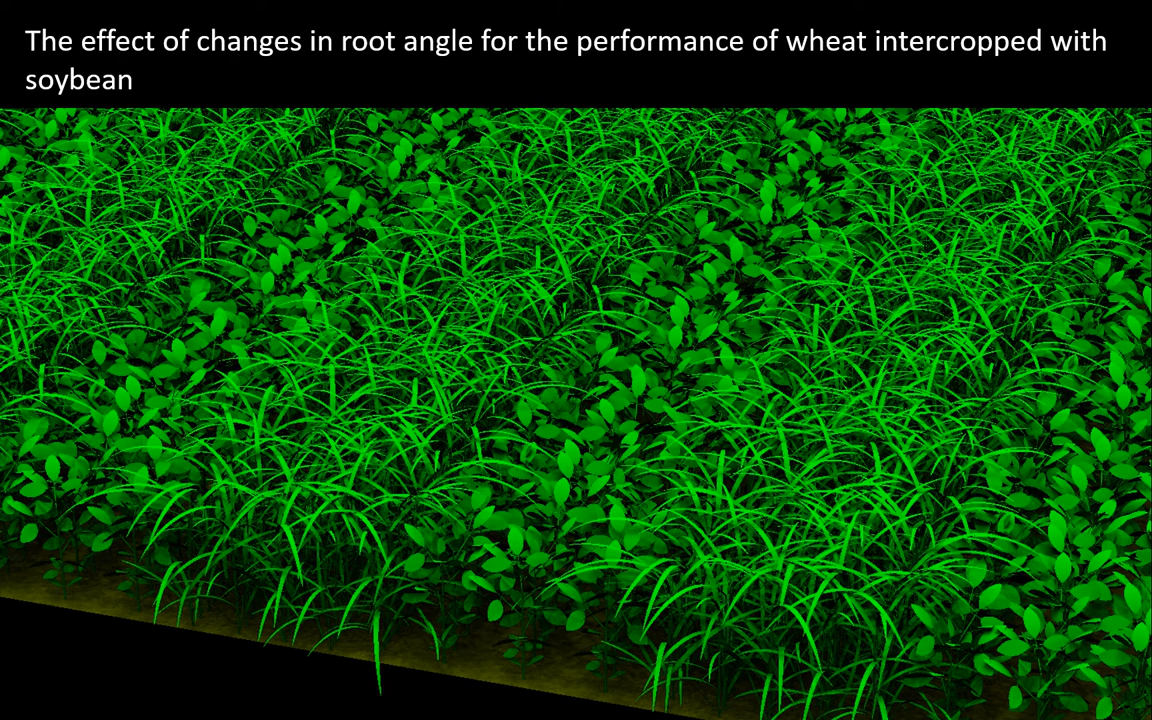 The effect of changes in root angle for the performance of wheat intercropped with
soybean